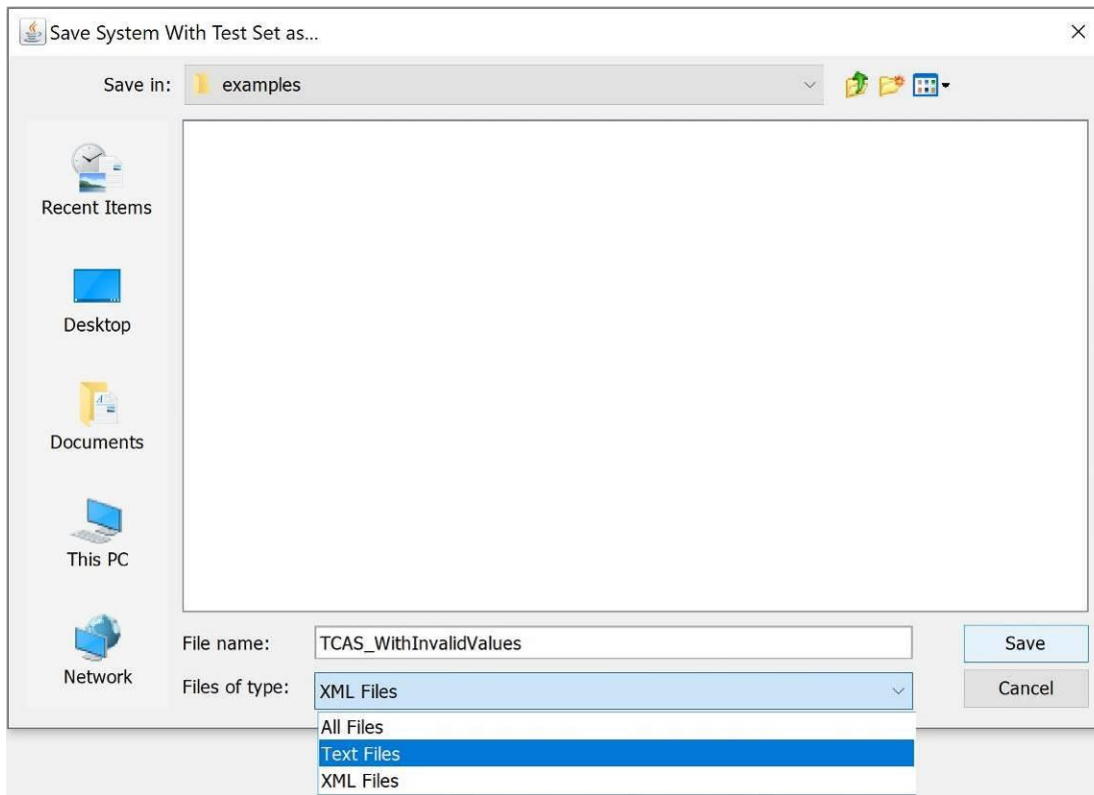 Save System With Test Set as...
Save in: examples
Recent Items
Desktop
Documents
This PC
Network
File name: TCAS_WithInvalidValues Save
Files of type: XML Files Cancel
All Files
Text Files
XML Files